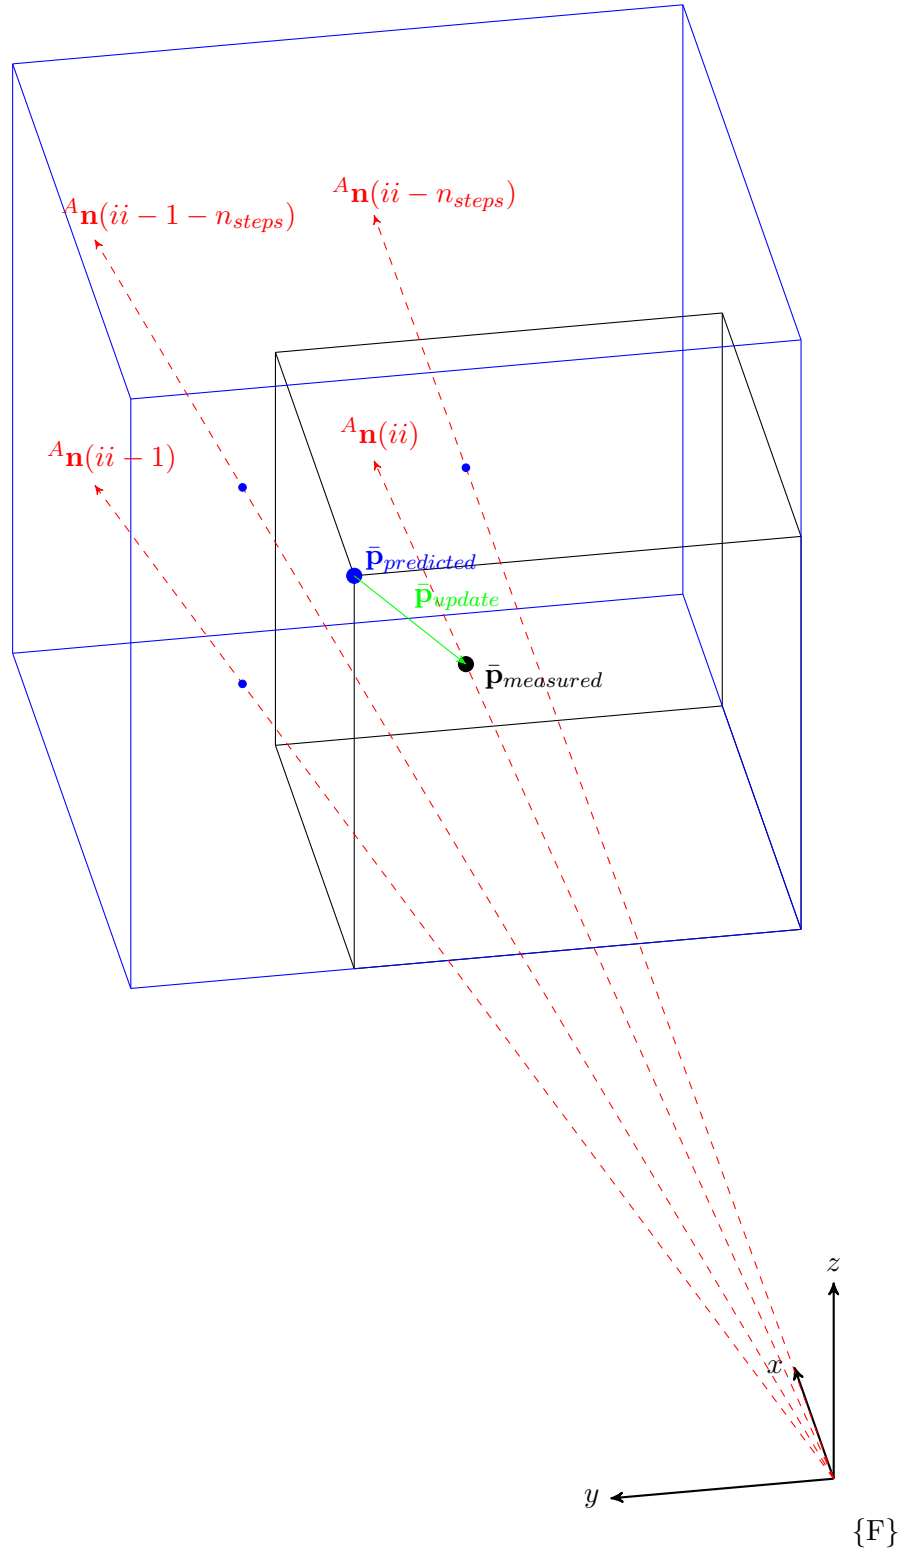 ᴬn(ii − n_steps)
ᴬn(ii − 1 − n_steps)
ᴬn(ii)
ᴬn(ii − 1)
p̄_predicted
p̄_update
p̄_measured
z
x
y
{F}